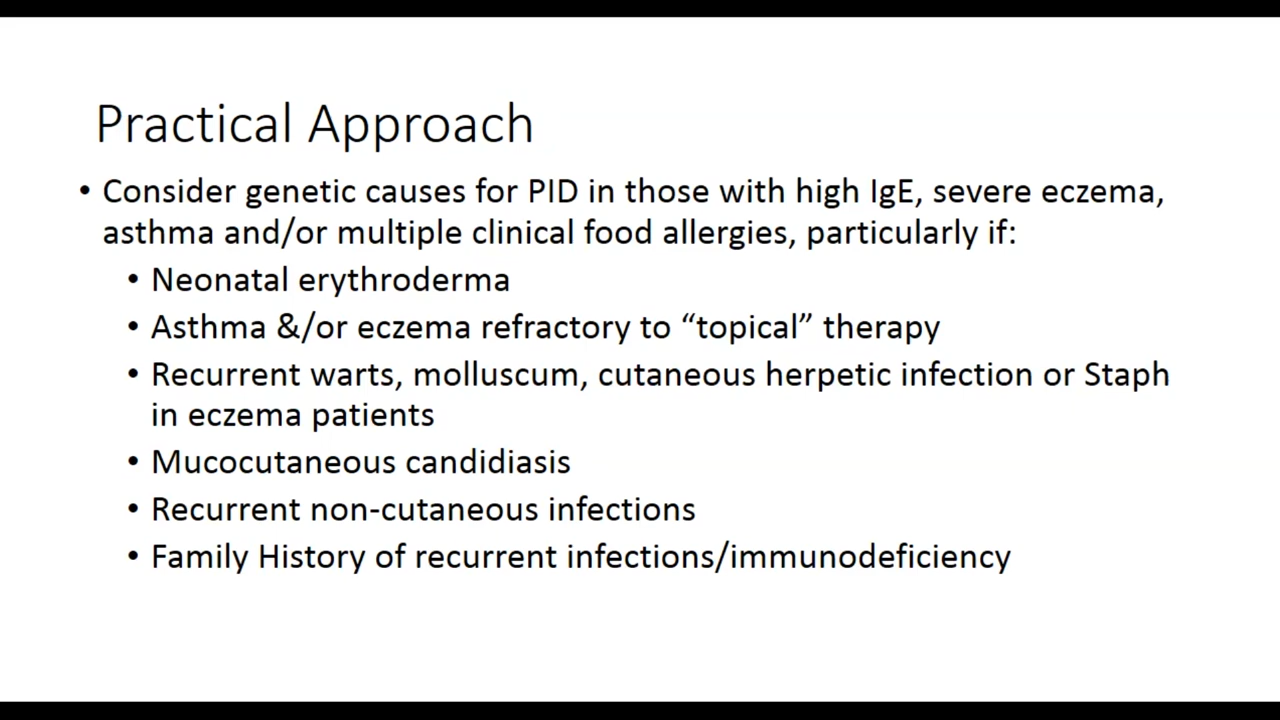 Practical Approach
• Consider genetic causes for PID in those with high IgE, severe eczema,
asthma and/or multiple clinical food allergies, particularly if:
• Neonatal erythroderma
• Asthma &/or eczema refractory to “topical” therapy
• Recurrent warts, molluscum, cutaneous herpetic infection or Staph
in eczema patients
• Mucocutaneous candidiasis
• Recurrent non-cutaneous infections
• Family History of recurrent infections/immunodeficiency